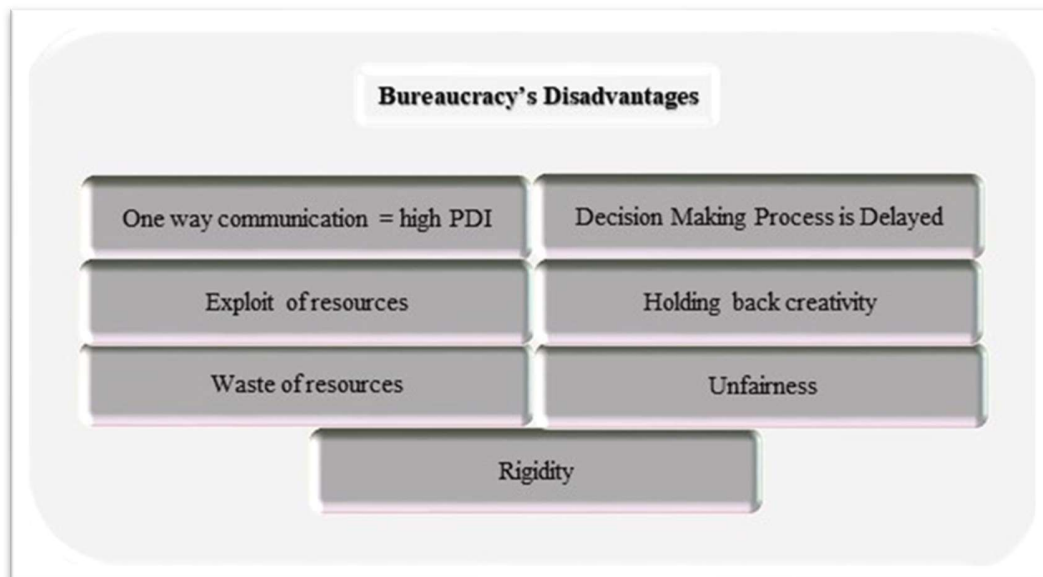 Bureaucracy’s Disadvantages
One way communication = high PDI
Decision Making Process is Delayed
Exploit of resources
Holding back creativity
Waste of resources
Unfairness
Rigidity